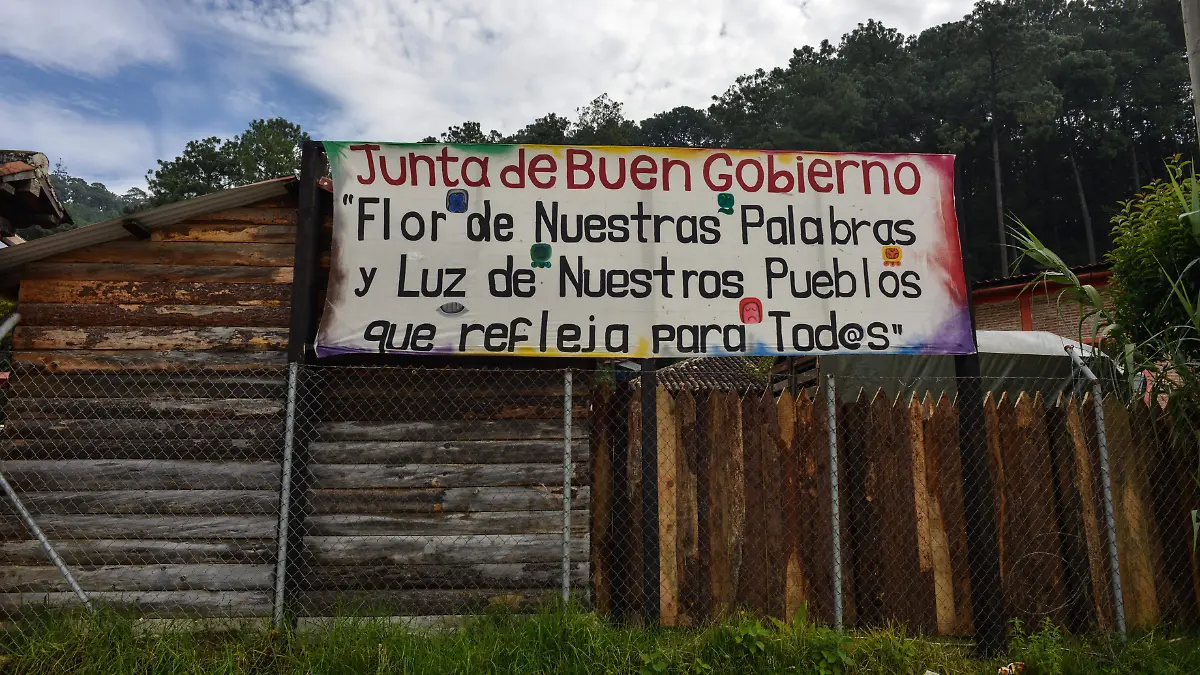 Junta de Buen Gobierno
"Flor de Nuestras Palabras
y Luz de Nuestros Pueblos
que refleja para Tod@s"